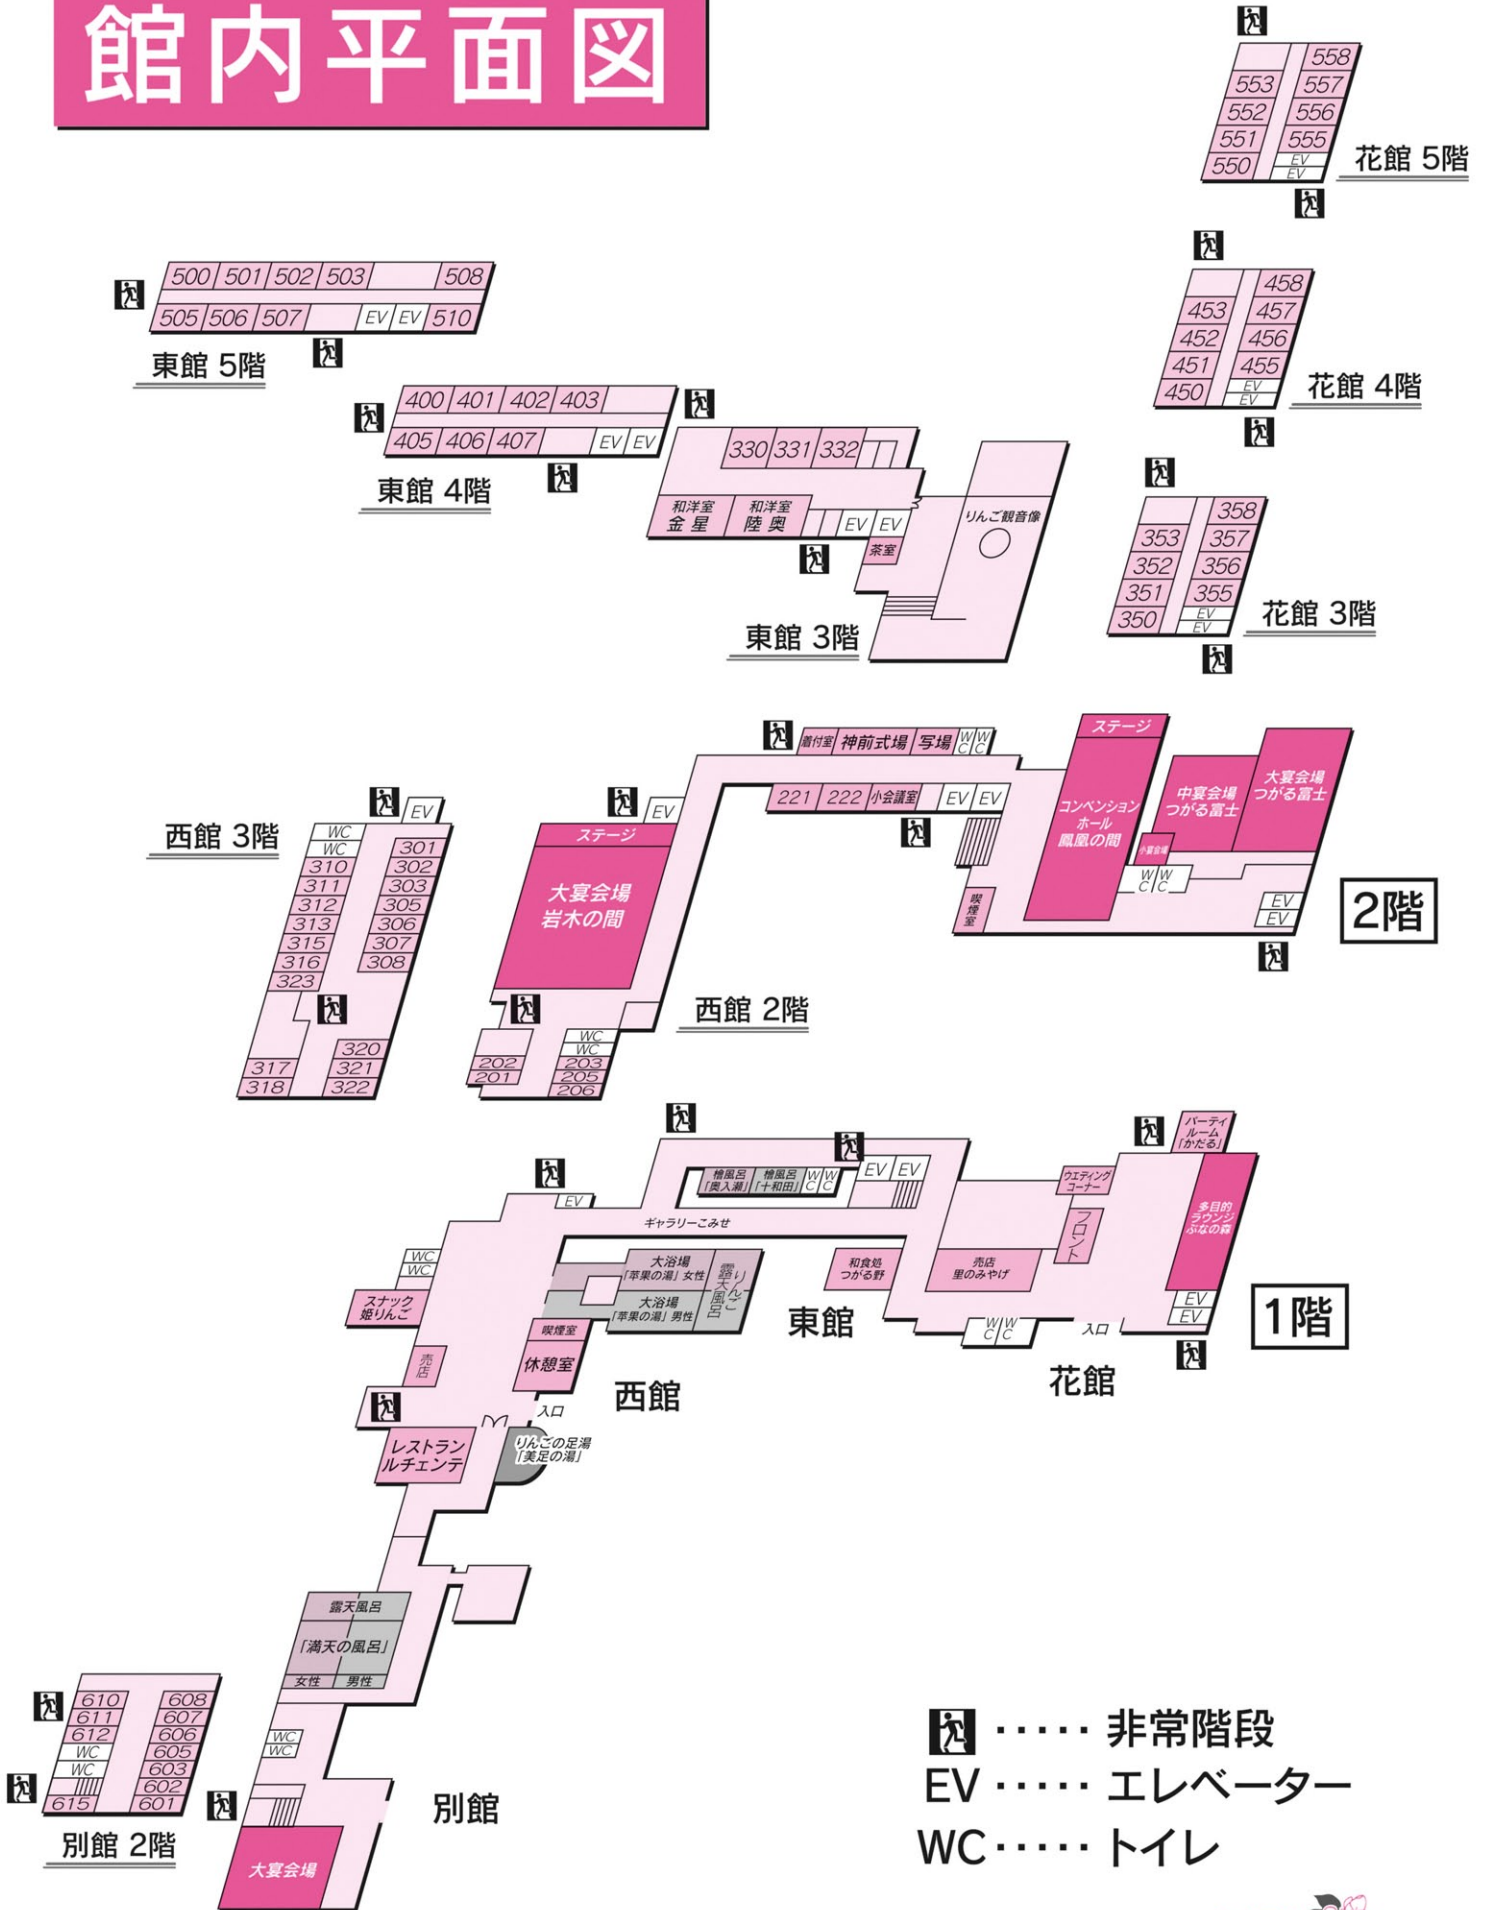 館内平面図
558
553 557
552 556
551 555
550 EV
EV
花館 5階
500 501 502 503 508
505 506 507 EV EV 510
東館 5階
458
453 457
452 456
451 455
450 EV
EV
花館 4階
400 401 402 403
405 406 407 EV EV
東館 4階
330 331 332
和洋室
金星
和洋室
陸奥
EV EV
茶室
りんご観音像
東館 3階
358
353 357
352 356
351 355
350 EV
EV
花館 3階
着付室 神前式場 写場 WC WC
221 222 小会議室 EV EV
ステージ
コンベンション
ホール
鳳凰の間
中宴会場
つがる富士
大宴会場
つがる富士
小宴会場
WC WC
喫煙室
EV
EV
2階
西館 3階
EV
WC
WC
310 301
311 302
312 303
313 305
315 306
316 307
323 308
320
317 321
318 322
EV
ステージ
大宴会場
岩木の間
WC
WC
202 203
201 205
206
西館 2階
パーティ
ルーム
「かだる」
ウエディング
コーナー
フロント
多目的
ラウンジ
ぶなの森
檜風呂
「奥入瀬」
檜風呂
「十和田」
WC WC
EV EV
EV
ギャラリーこみせ
WC
WC
大浴場
「苹果の湯」女性
大浴場
「苹果の湯」男性
りんご
露天風呂
和食処
つがる野
売店
里のみやげ
EV
EV
WC WC
入口
1階
スナック
姫りんご
喫煙室
休憩室
売店
東館
西館
花館
入口
レストラン
ルチェンテ
りんごの足湯
「美足の湯」
露天風呂
「満天の風呂」
女性 男性
WC
WC
610 608
611 607
612 606
WC 605
WC 603
602
615 601
別館 2階
別館
大宴会場
····· 非常階段
EV ····· エレベーター
WC ····· トイレ